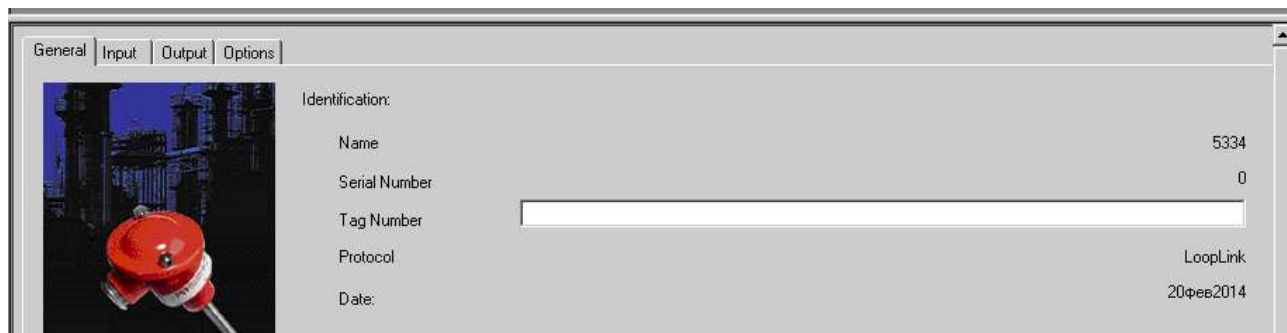 General Input Output Options
Identification:
Name 5334
Serial Number 0
Tag Number
Protocol LoopLink
Date: 20фев2014